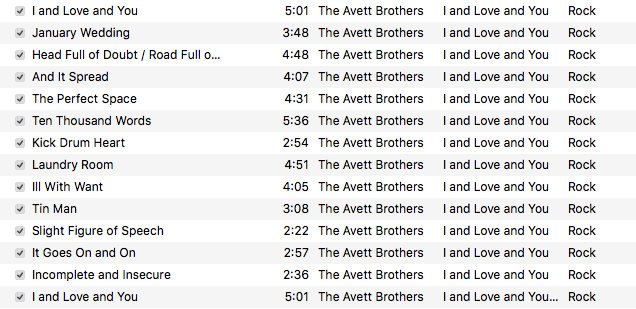 I and Love and You 5:01 The Avett Brothers I and Love and You Rock
January Wedding 3:48 The Avett Brothers I and Love and You Rock
Head Full of Doubt / Road Full o... 4:48 The Avett Brothers I and Love and You Rock
And It Spread 4:07 The Avett Brothers I and Love and You Rock
The Perfect Space 4:31 The Avett Brothers I and Love and You Rock
Ten Thousand Words 5:36 The Avett Brothers I and Love and You Rock
Kick Drum Heart 2:54 The Avett Brothers I and Love and You Rock
Laundry Room 4:51 The Avett Brothers I and Love and You Rock
Ill With Want 4:05 The Avett Brothers I and Love and You Rock
Tin Man 3:08 The Avett Brothers I and Love and You Rock
Slight Figure of Speech 2:22 The Avett Brothers I and Love and You Rock
It Goes On and On 2:57 The Avett Brothers I and Love and You Rock
Incomplete and Insecure 2:36 The Avett Brothers I and Love and You Rock
I and Love and You 5:01 The Avett Brothers I and Love and You... Rock